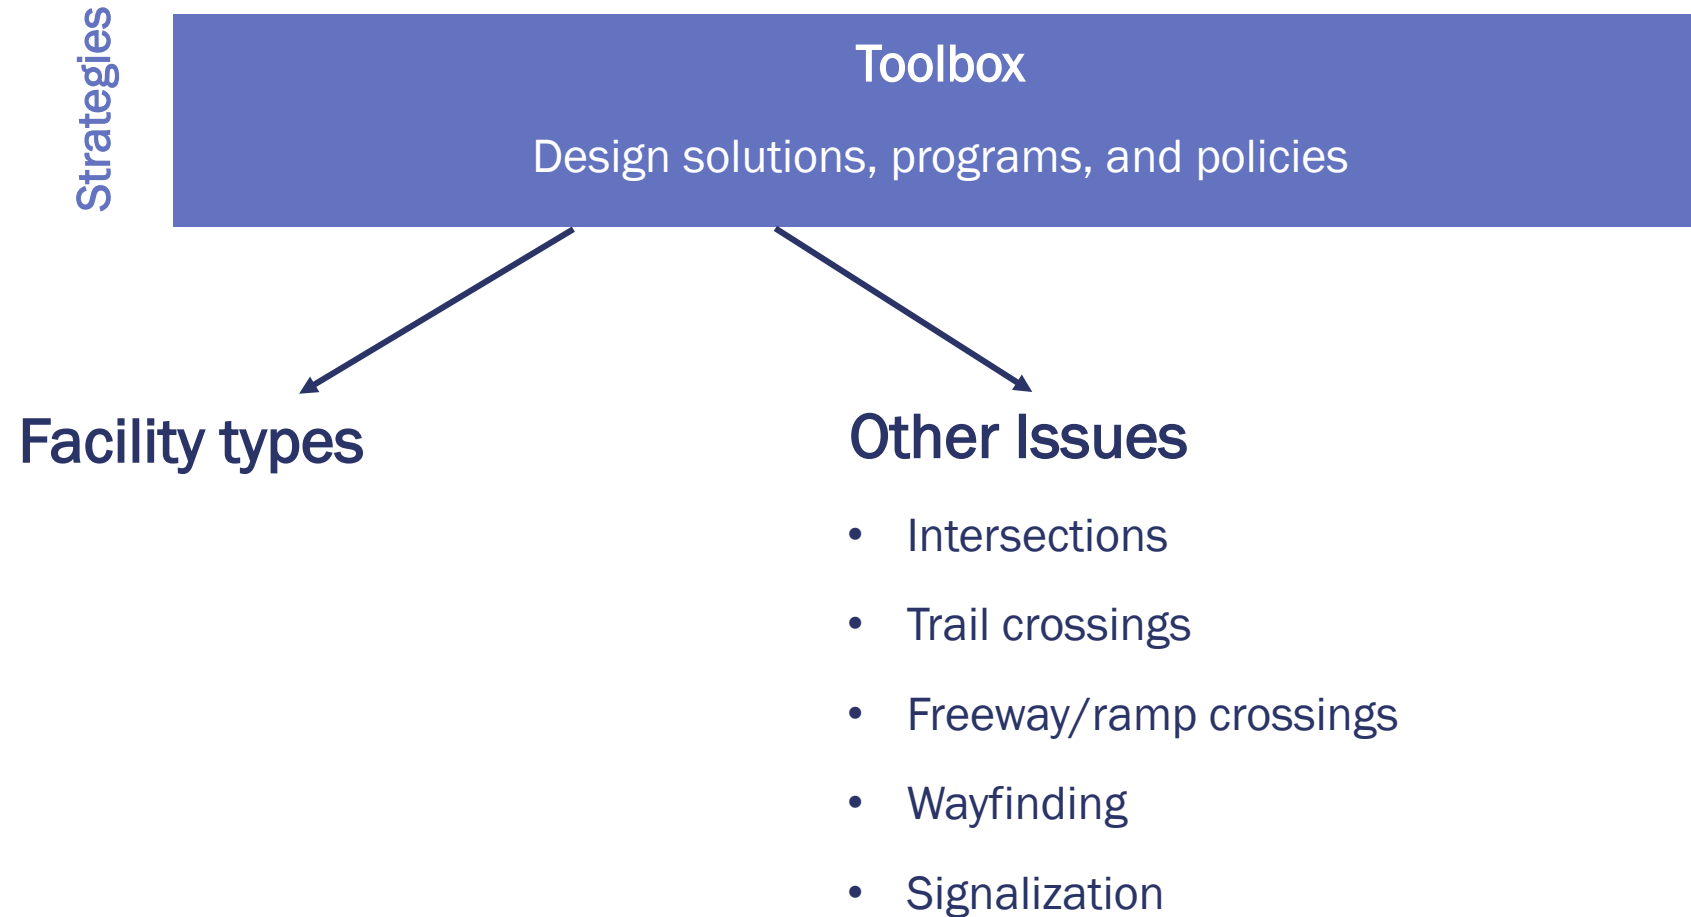 Strategies
Toolbox
Design solutions, programs, and policies
Facility types
Other Issues
• Intersections
• Trail crossings
• Freeway/ramp crossings
• Wayfinding
• Signalization